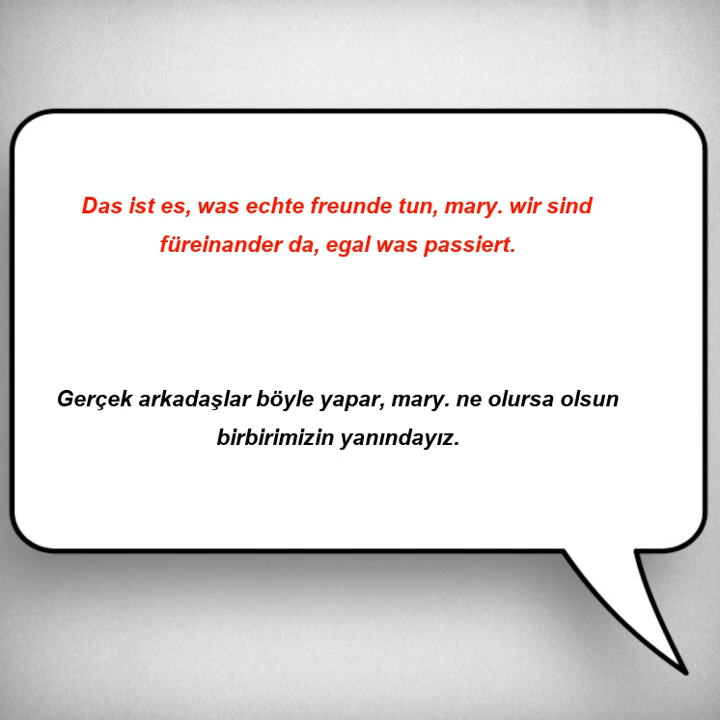 Das ist es, was echte freunde tun, mary. wir sind
füreinander da, egal was passiert.
Gerçek arkadaşlar böyle yapar, mary. ne olursa olsun
birbirimizin yanındayız.